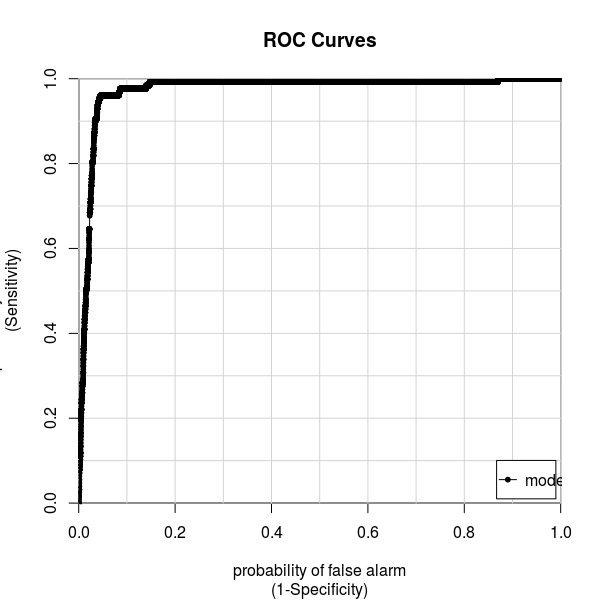 ROC Curves
(Sensitivity)
1.0
0.8
0.6
0.4
0.2
0.0
mode
0.0 0.2 0.4 0.6 0.8 1.0
probability of false alarm
(1-Specificity)